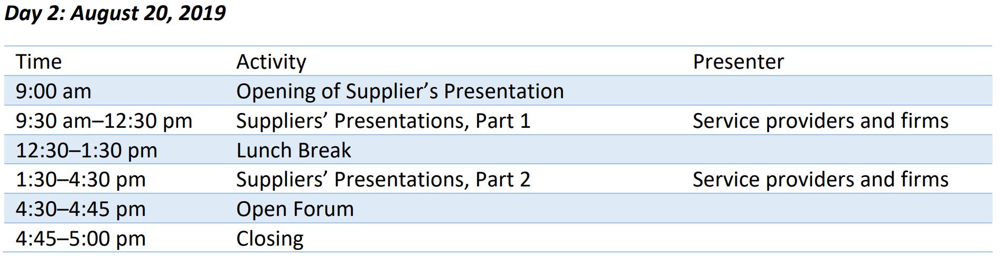 Day 2: August 20, 2019
Time Activity Presenter
9:00 am Opening of Supplier’s Presentation
9:30 am–12:30 pm Suppliers’ Presentations, Part 1 Service providers and firms
12:30–1:30 pm Lunch Break
1:30–4:30 pm Suppliers’ Presentations, Part 2 Service providers and firms
4:30–4:45 pm Open Forum
4:45–5:00 pm Closing